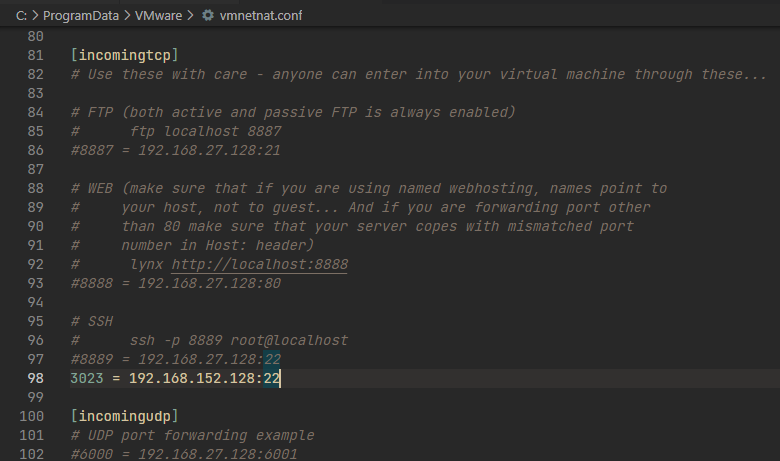 C: > ProgramData > VMware > vmnetnat.conf
80
81 [incomingtcp]
82 # Use these with care - anyone can enter into your virtual machine through these...
83
84 # FTP (both active and passive FTP is always enabled)
85 #      ftp localhost 8887
86 #8887 = 192.168.27.128:21
87
88 # WEB (make sure that if you are using named webhosting, names point to
89 #     your host, not to guest... And if you are forwarding port other
90 #     than 80 make sure that your server copes with mismatched port
91 #     number in Host: header)
92 #      lynx http://localhost:8888
93 #8888 = 192.168.27.128:80
94
95 # SSH
96 #      ssh -p 8889 root@localhost
97 #8889 = 192.168.27.128:22
98 3023 = 192.168.152.128:22
99
100 [incomingudp]
101 # UDP port forwarding example
102 #6000 = 192.168.27.128:6001